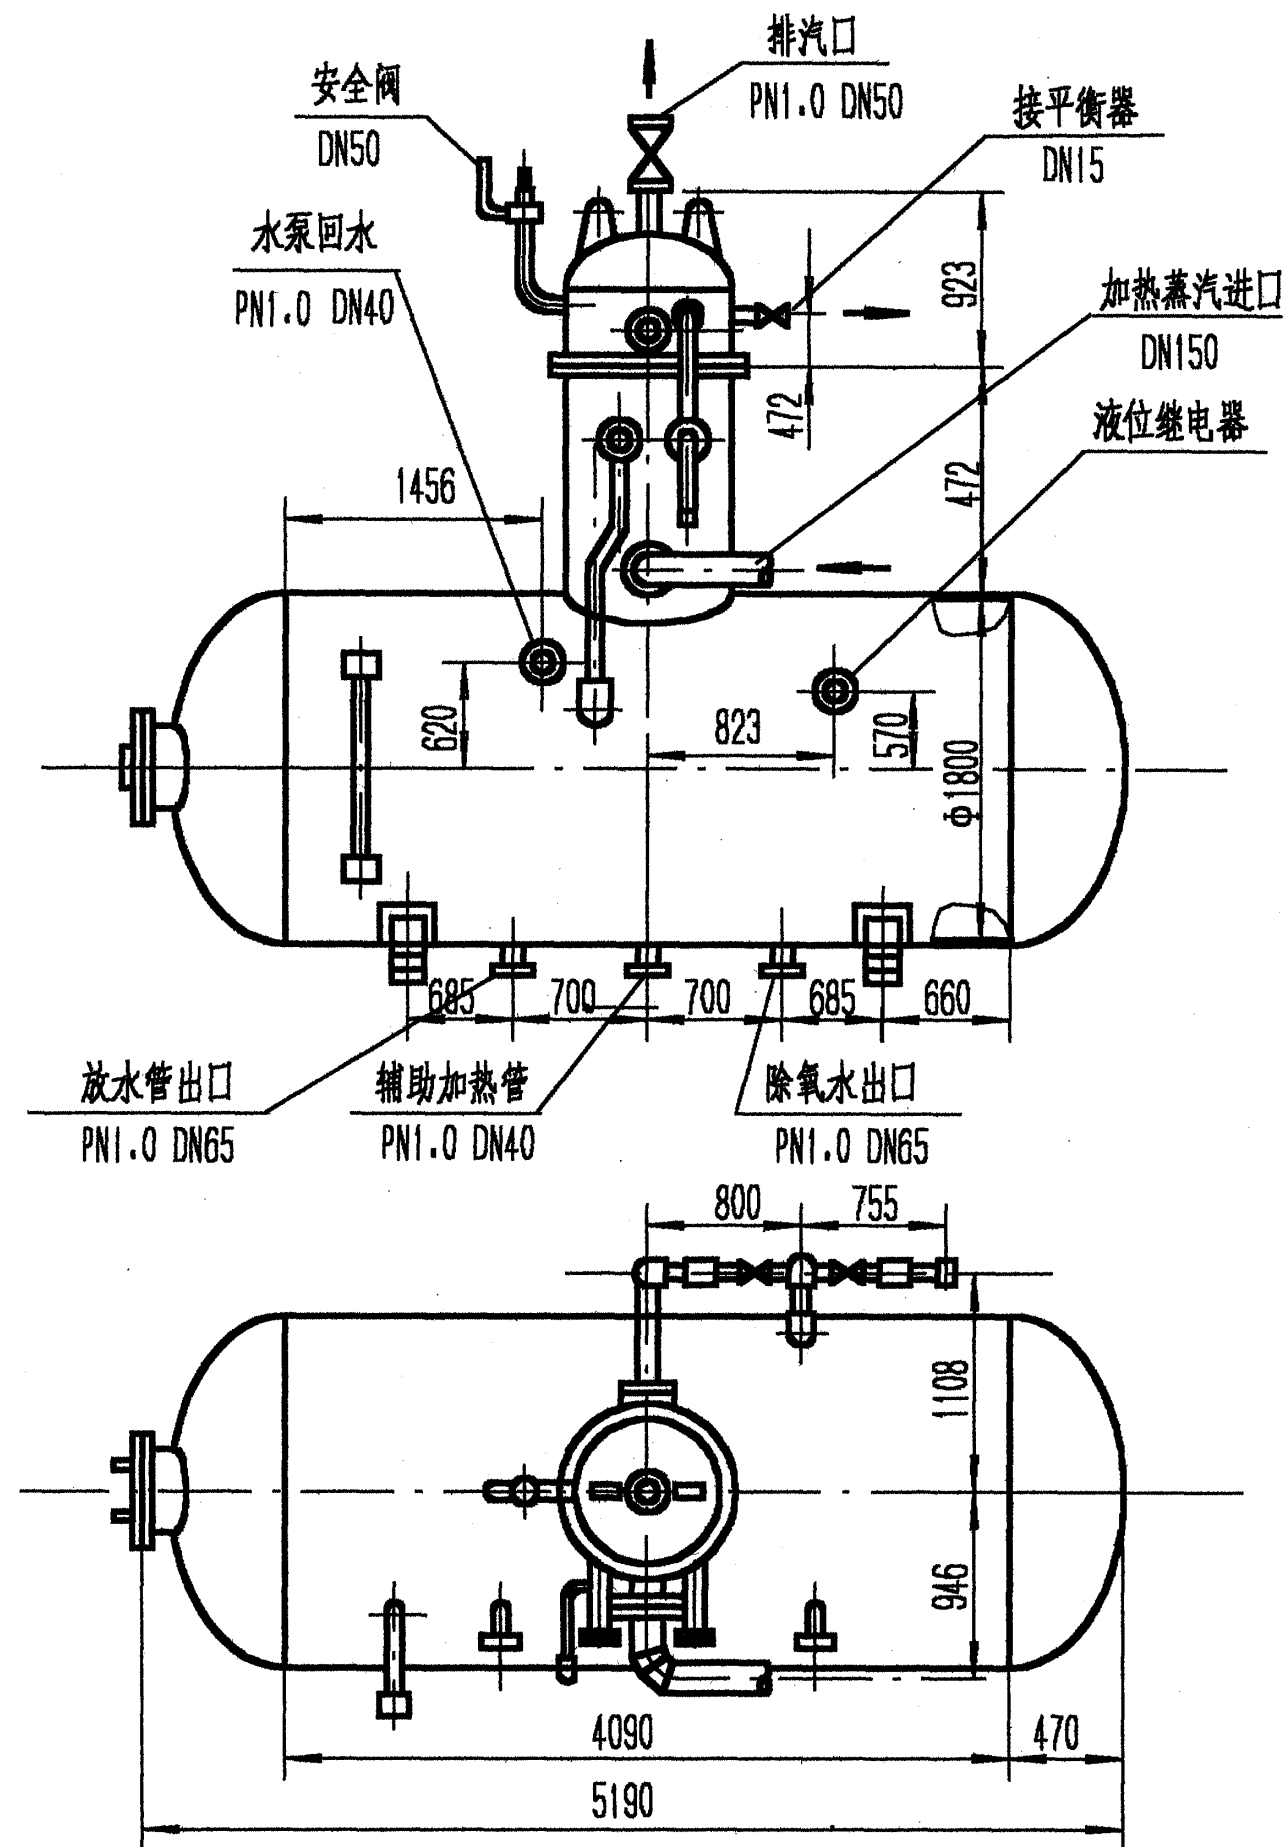 排汽口
PN1.0 DN50
安全阀
DN50
接平衡器
DN15
水泵回水
PN1.0 DN40
923
加热蒸汽进口
DN150
472
液位继电器
1456
472
620
823
570
Φ1800
685
700
700
685
660
放水管出口
PN1.0 DN65
辅助加热管
PN1.0 DN40
除氧水出口
PN1.0 DN65
800
755
1108
946
4090
470
5190